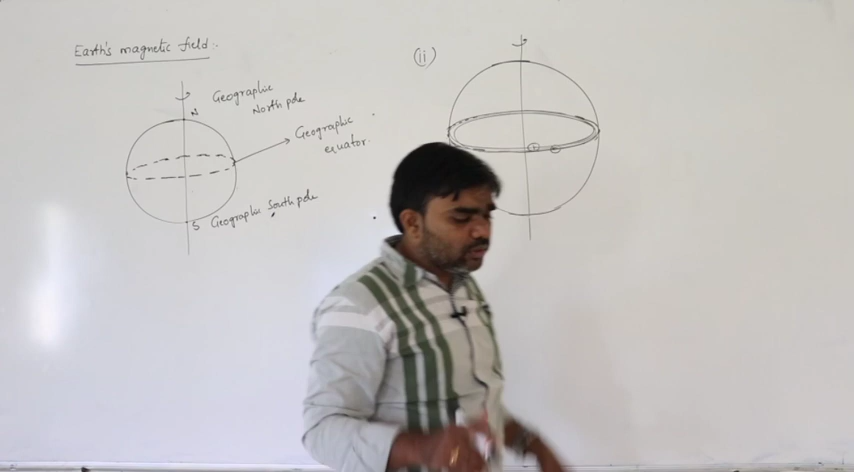 Earth's magnetic field:
(ii)
N
Geographic
North pole
Geographic
equator.
S Geographic South pole